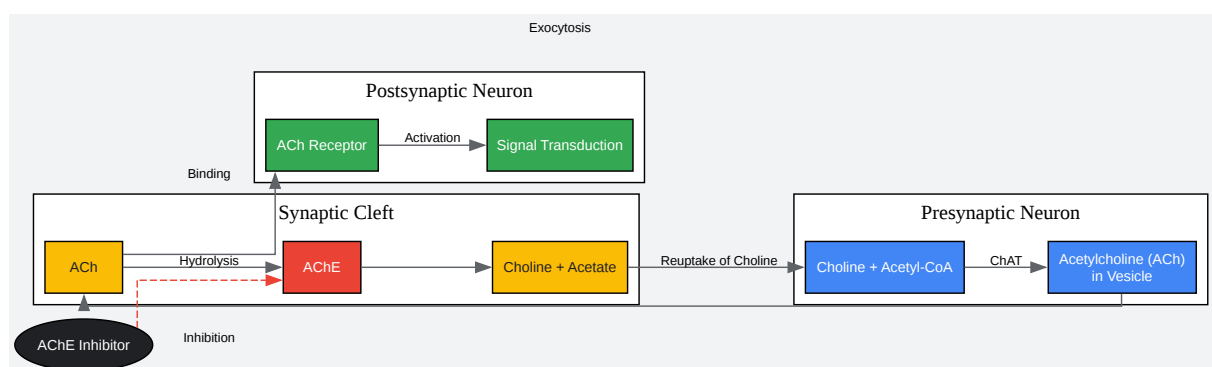 Exocytosis
Postsynaptic Neuron
ACh Receptor
Activation
Signal Transduction
Binding
Synaptic Cleft
Presynaptic Neuron
ACh
Hydrolysis
AChE
Choline + Acetate
Reuptake of Choline
Choline + Acetyl-CoA
ChAT
Acetylcholine (ACh)
in Vesicle
AChE Inhibitor
Inhibition